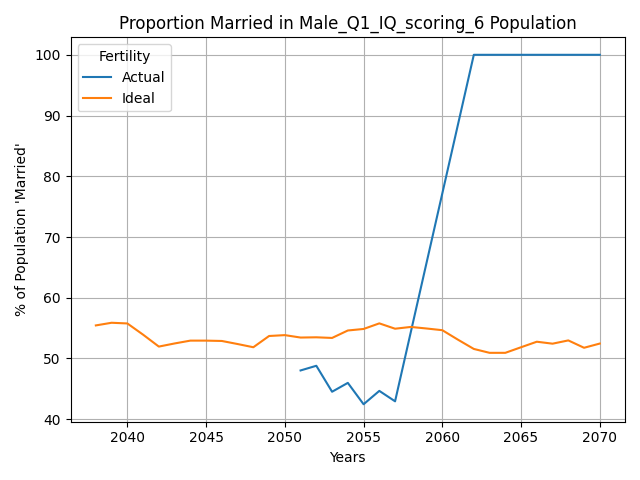 Proportion Married in Male_Q1_IQ_scoring_6 Population
Fertility
Actual
Ideal
% of Population 'Married'
100
90
80
70
60
50
40
2040
2045
2050
2055
2060
2065
2070
Years